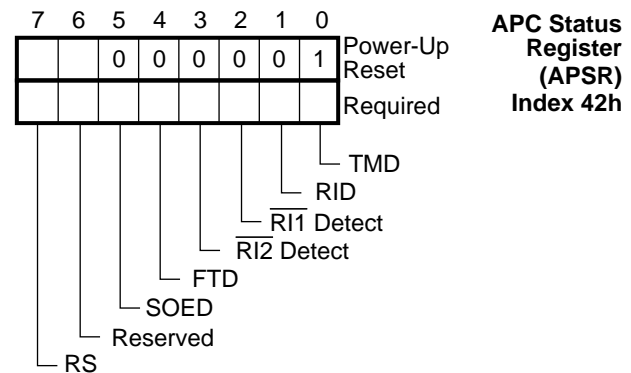 7 6 5 4 3 2 1 0
APC Status
Register
(APSR)
Index 42h
0 0 0 0 0 1
Power-Up
Reset
Required
TMD
RID
RI1 Detect
RI2 Detect
FTD
SOED
Reserved
RS